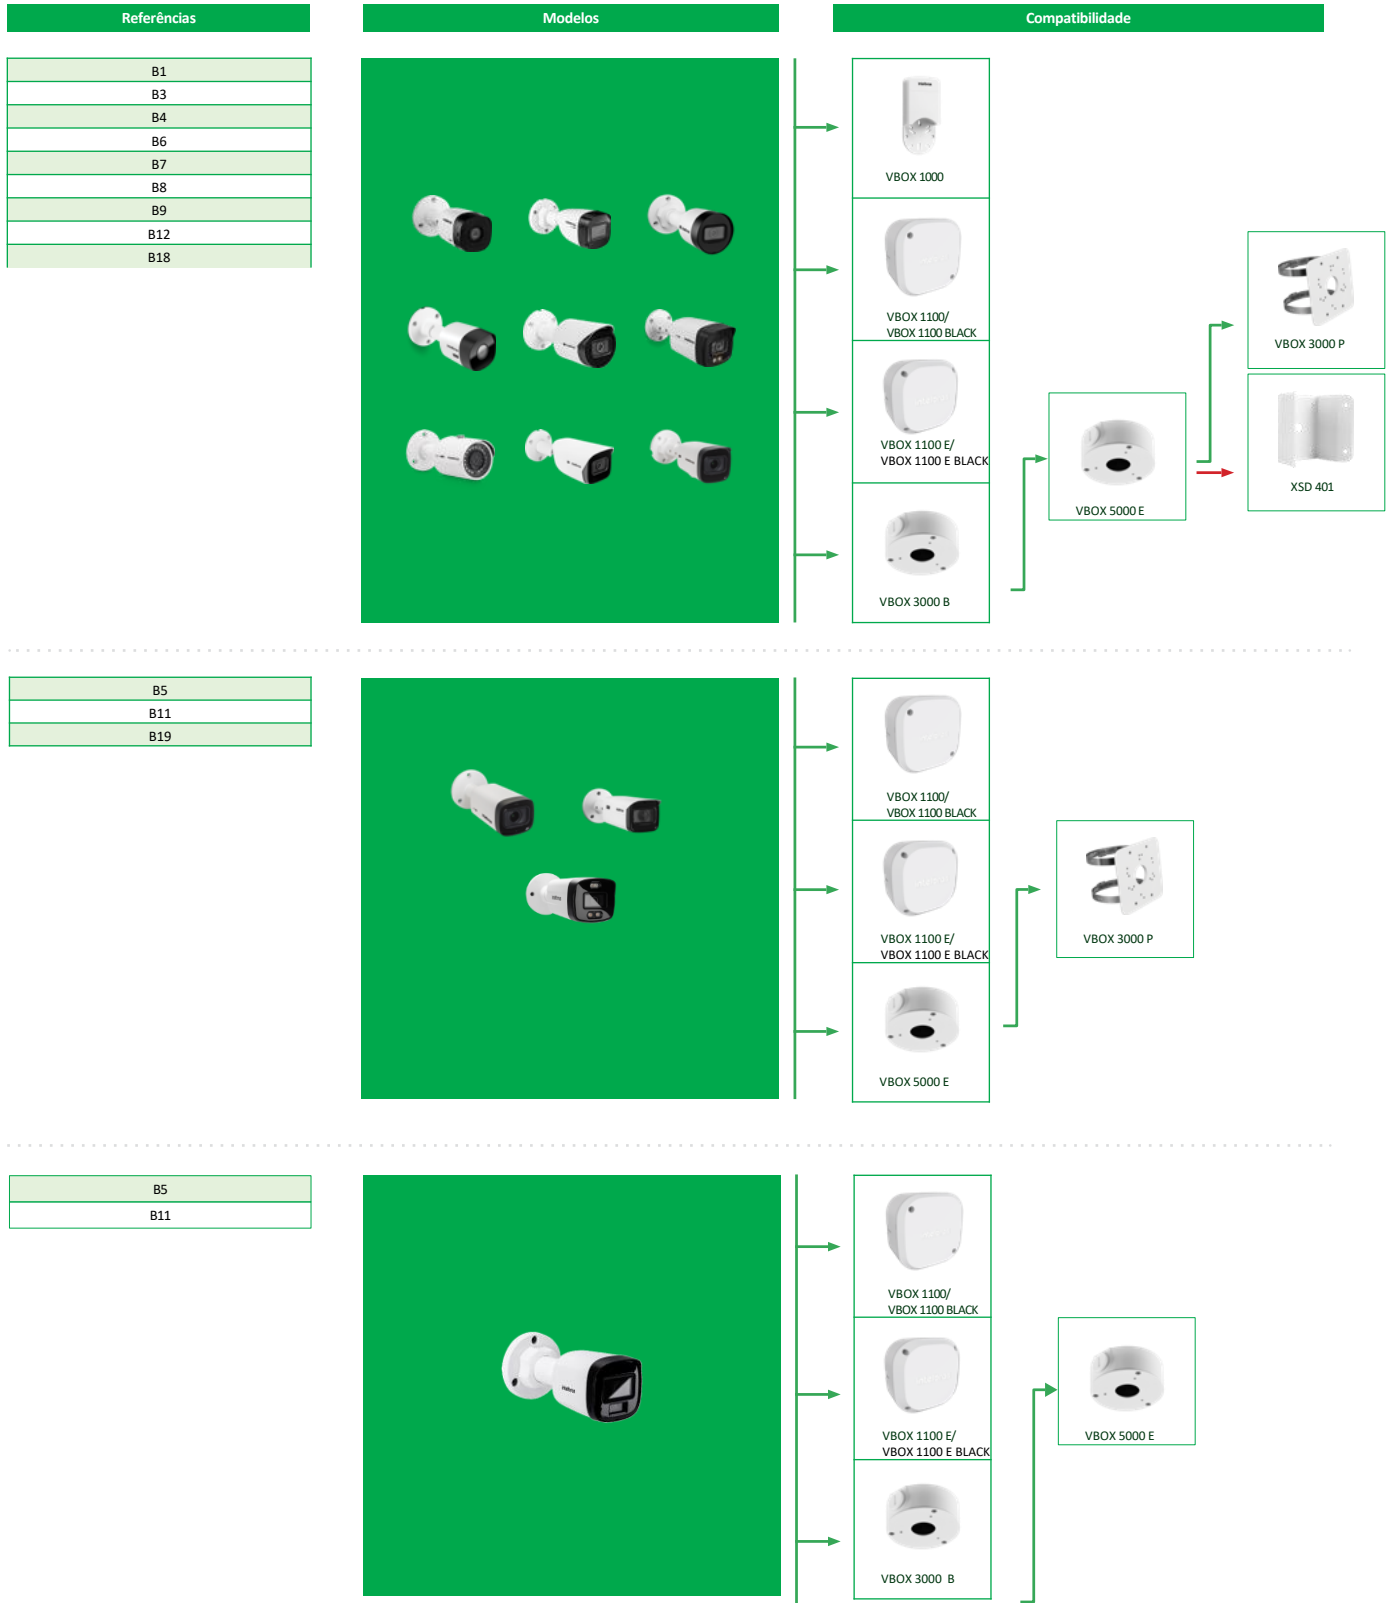 Referências
Modelos
Compatibilidade
B1
B3
B4
B6
B7
B8
B9
B12
B18
VBOX 1000
VBOX 1100/
VBOX 1100 BLACK
VBOX 1100 E/
VBOX 1100 E BLACK
VBOX 3000 B
VBOX 5000 E
VBOX 3000 P
XSD 401
B5
B11
B19
VBOX 1100/
VBOX 1100 BLACK
VBOX 1100 E/
VBOX 1100 E BLACK
VBOX 5000 E
VBOX 3000 P
B5
B11
VBOX 1100/
VBOX 1100 BLACK
VBOX 1100 E/
VBOX 1100 E BLACK
VBOX 3000 B
VBOX 5000 E